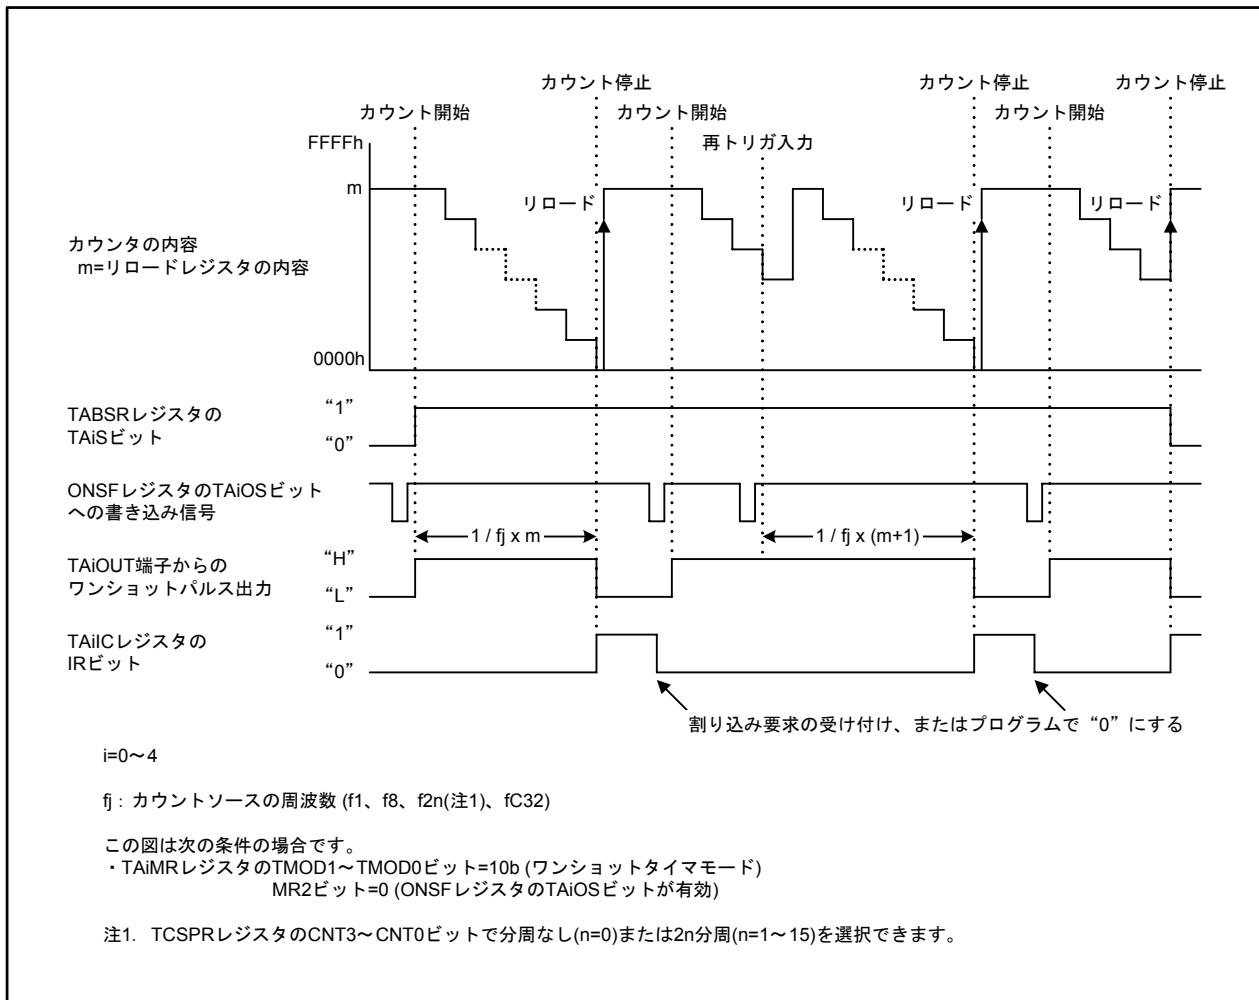 カウント停止 カウント停止 カウント停止
カウント開始 カウント開始 カウント開始
再トリガ入力
FFFFh
m
リロード リロード リロード
カウンタの内容
m=リロードレジスタの内容
0000h
TABSRレジスタの
TAiSビット
“1”
“0”
ONSFレジスタのTAiOSビット
への書き込み信号
1 / fj x m 1 / fj x (m+1)
TAiOUT端子からの
ワンショットパルス出力
“H”
“L”
TAiICレジスタの
IRビット
“1”
“0”
割り込み要求の受け付け、またはプログラムで“0”にする
i=0～4
fj : カウントソースの周波数 (f1、f8、f2n(注1)、fC32)
この図は次の条件の場合です。
・TAiMRレジスタのTMOD1～TMOD0ビット=10b (ワンショットタイマモード)
MR2ビット=0 (ONSFレジスタのTAiOSビットが有効)
注1. TCSPRレジスタのCNT3～CNT0ビットで分周なし(n=0)または2n分周(n=1～15)を選択できます。